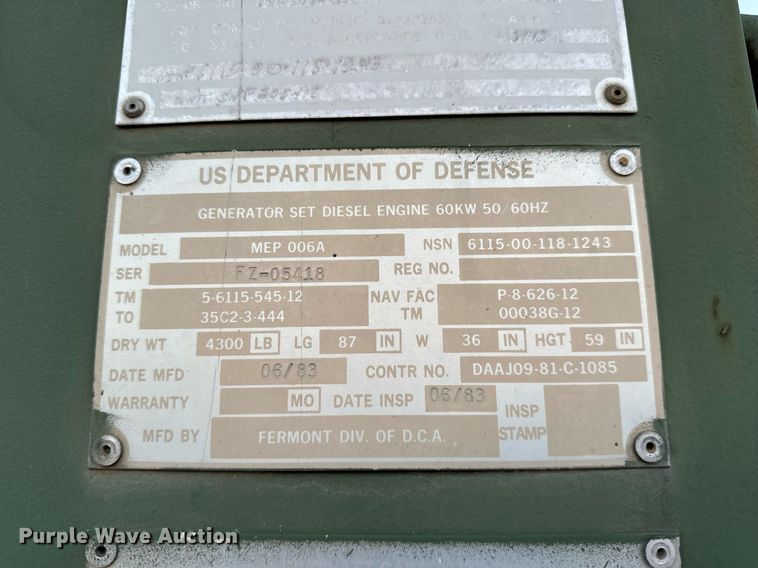 US DEPARTMENT OF DEFENSE
GENERATOR SET DIESEL ENGINE 60KW 50/60HZ
MODEL MEP 006A NSN 6115-00-118-1243
SER FZ-05418 REG NO.
TM 5-6115-545-12 NAV FAC P-8-626-12
TO 35C2-3-444 TM 00038G-12
DRY WT 4300 LB LG 87 IN W 36 IN HGT 59 IN
DATE MFD 06/83 CONTR NO. DAAJ09-81-C-1085
WARRANTY MO DATE INSP 06/83 INSP STAMP
MFD BY FERMONT DIV. OF D.C.A.
Purple Wave Auction